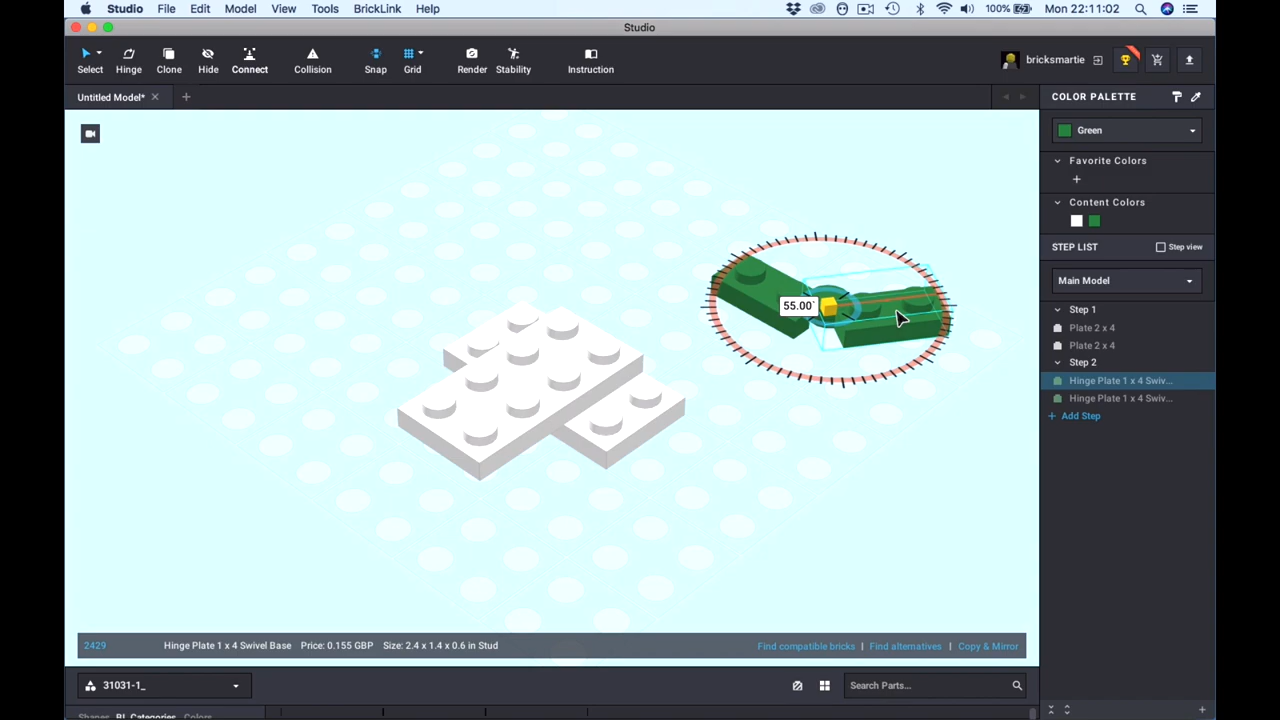 Studio File Edit Model View Tools BrickLink Help 100% Mon 22:11:02
Studio
Select Hinge Clone Hide Connect Collision Snap Grid Render Stability Instruction bricksmartie
Untitled Model*
COLOR PALETTE
Green
Favorite Colors
+
Content Colors
STEP LIST Step view
Main Model
Step 1
Plate 2 x 4
Plate 2 x 4
Step 2
Hinge Plate 1 x 4 Swiv...
Hinge Plate 1 x 4 Swiv...
+ Add Step
55.00°
2429 Hinge Plate 1 x 4 Swivel Base Price: 0.155 GBP Size: 2.4 x 1.4 x 0.6 in Stud Find compatible bricks | Find alternatives | Copy & Mirror
31031-1_ Search Parts...
Shapes BL Categories Colors